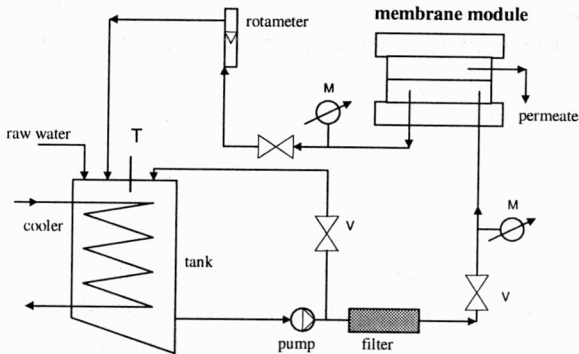 membrane module
rotameter
M
permeate
raw water
T
M
cooler
V
tank
V
pump
filter